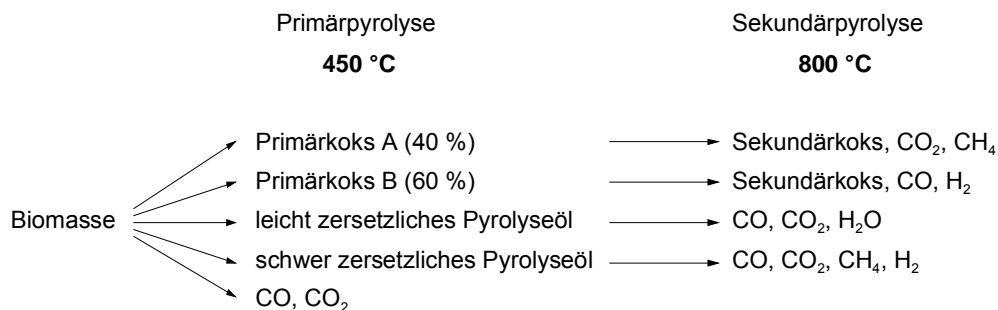 Primärpyrolyse Sekundärpyrolyse
450 °C 800 °C
Primärkoks A (40 %) Sekundärkoks, CO₂, CH₄
Primärkoks B (60 %) Sekundärkoks, CO, H₂
Biomasse leicht zersetzliches Pyrolyseöl CO, CO₂, H₂O
schwer zersetzliches Pyrolyseöl CO, CO₂, CH₄, H₂
CO, CO₂